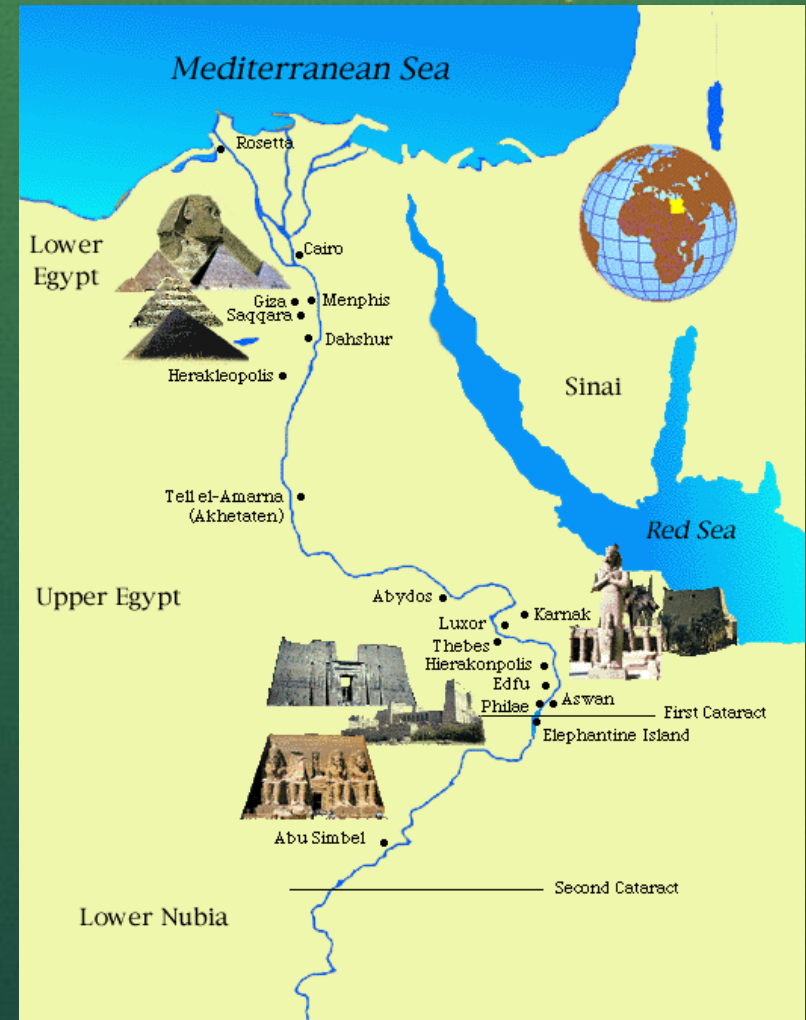 Mediterranean Sea
Rosetta
Lower
Egypt
Cairo
Giza
Menphis
Saqqara
Dahshur
Herakleopolis
Sinai
Tell el-Amarna
(Akhetaten)
Red Sea
Upper Egypt
Abydos
Karnak
Luxor
Thebes
Hierakonpolis
Edfu
Philae
Aswan
First Cataract
Elephantine Island
Abu Simbel
Second Cataract
Lower Nubia